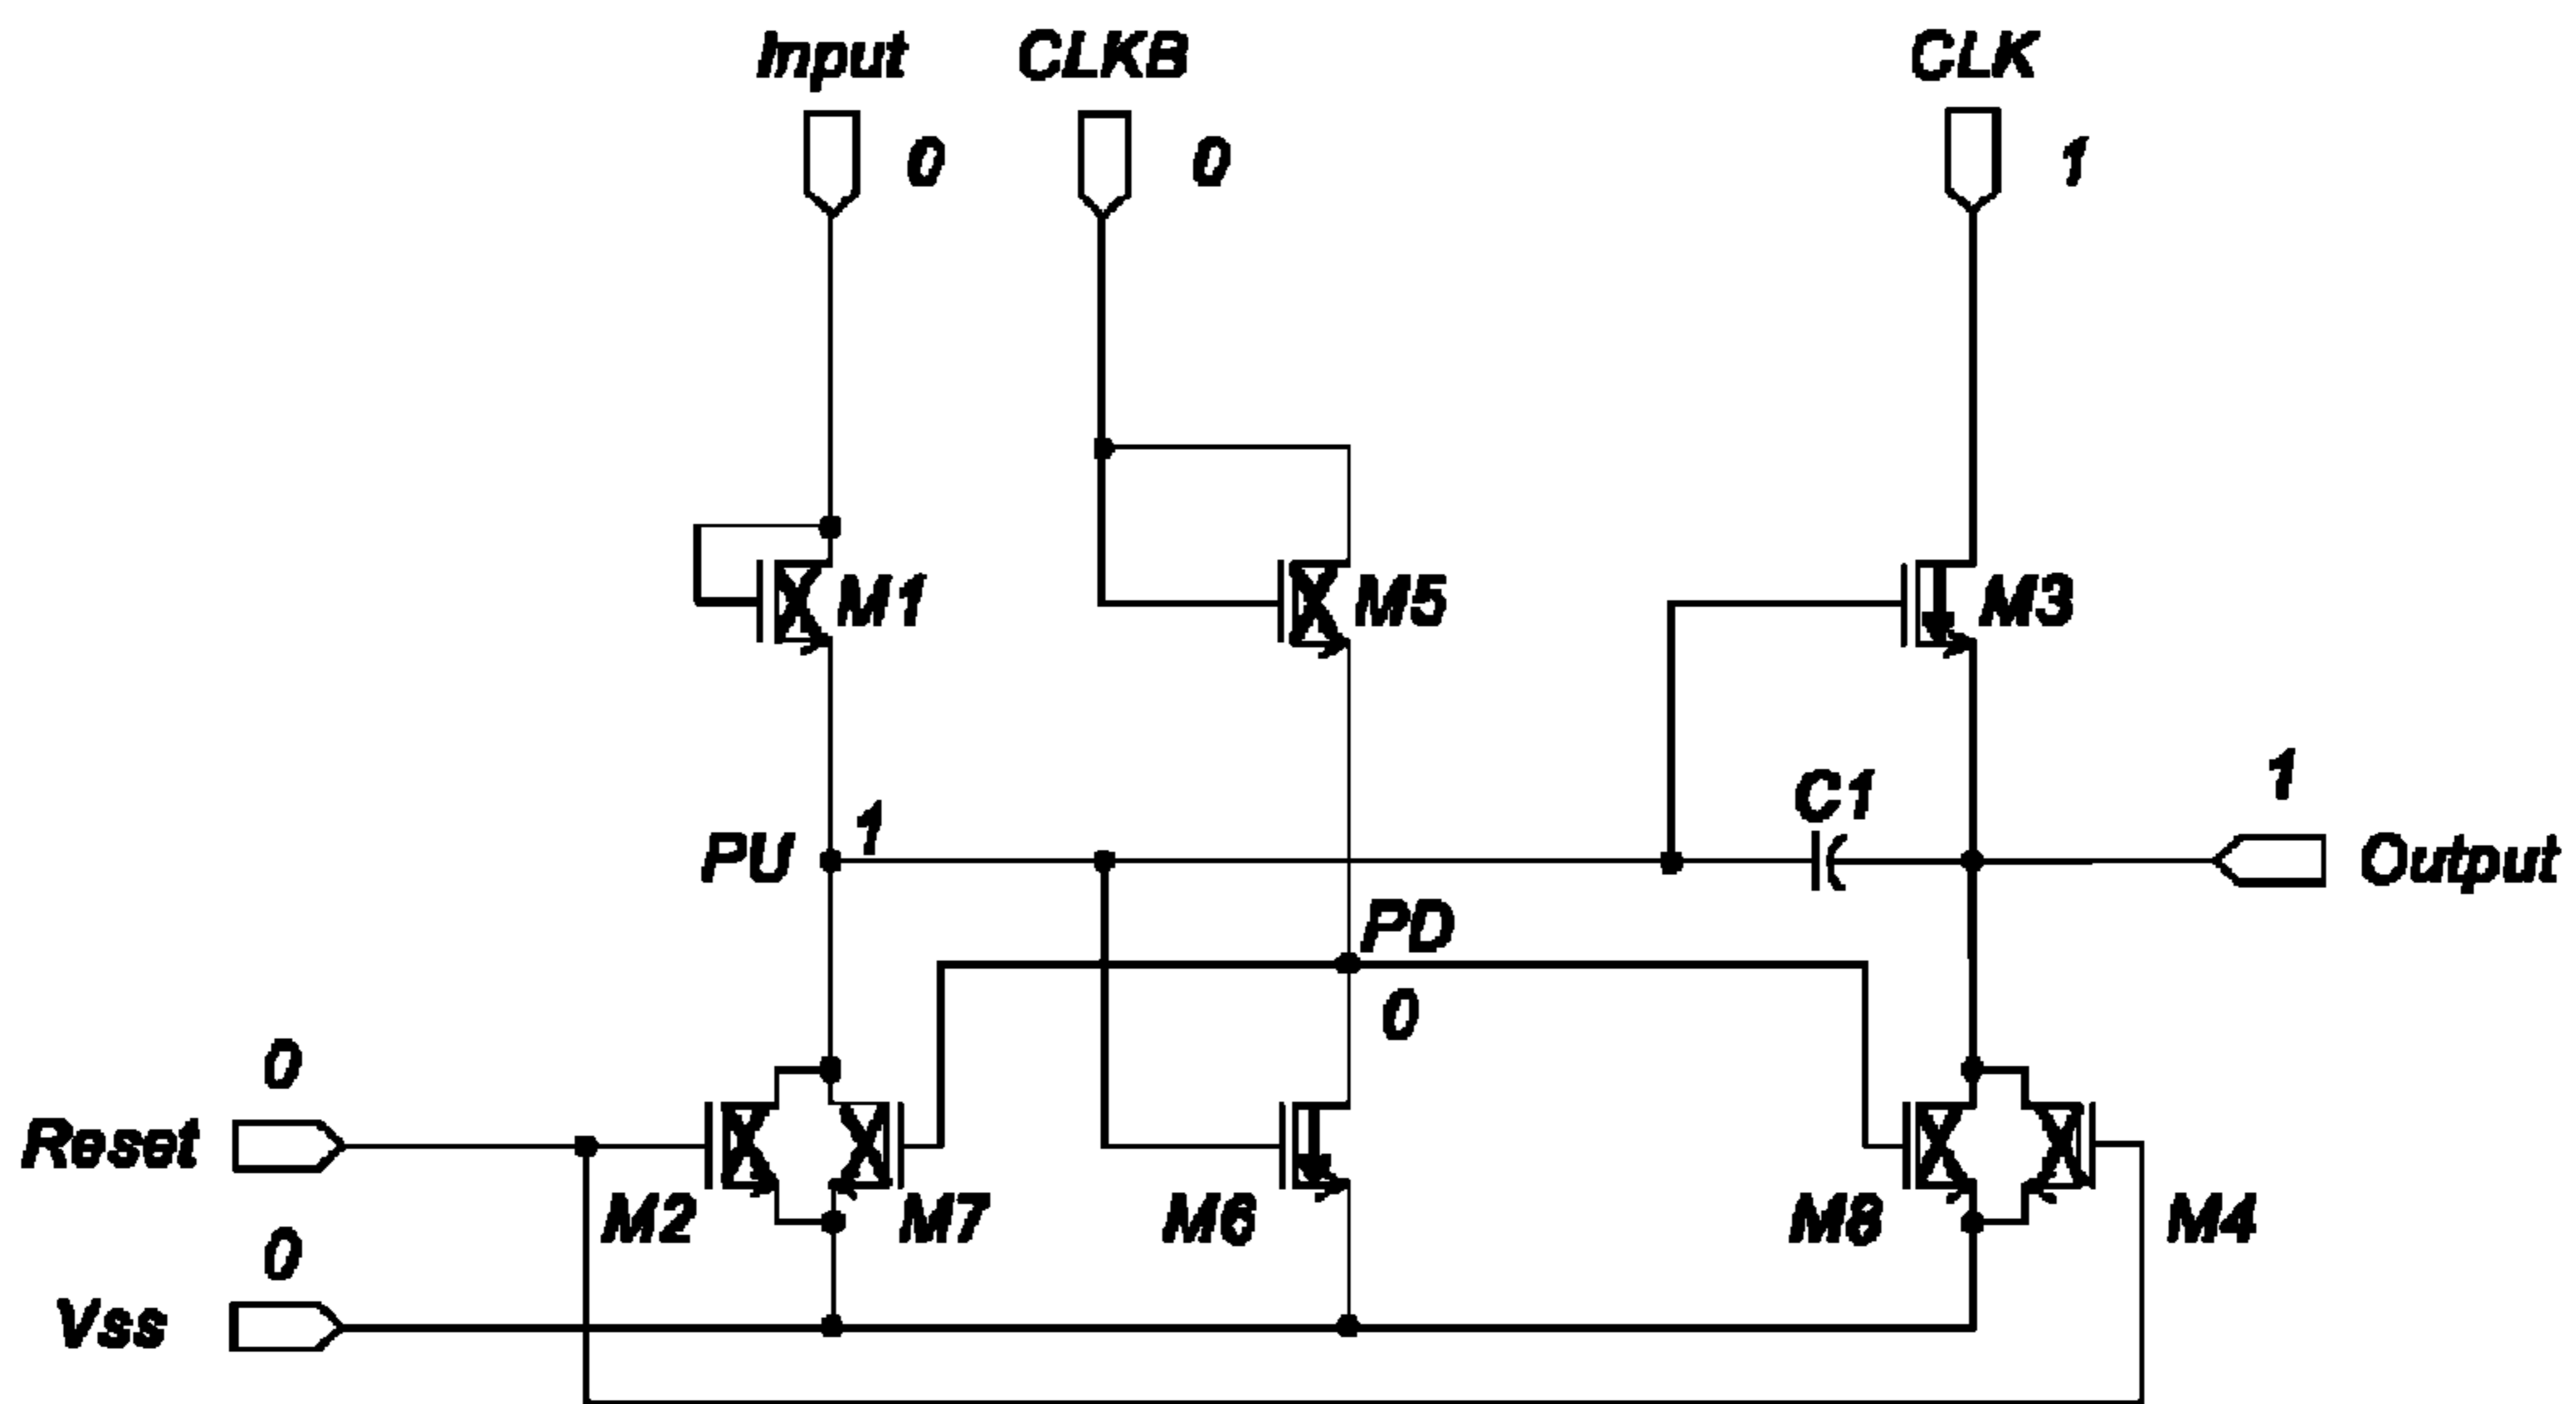 Input CLKB CLK
0 0 1
M1 M5 M3
C1 1
PU 1 Output
PD
0
0
Reset
M2 M7 M6 M8 M4
0
Vss